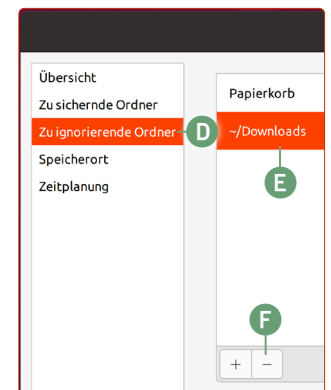 Übersicht
Zu sichernde Ordner
Zu ignorierende Ordner
Speicherort
Zeitplanung
Papierkorb
~/Downloads
D
E
F
+ −